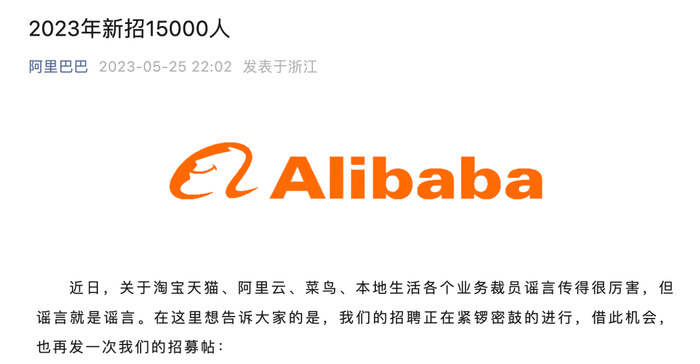 2023年新招15000人
阿里巴巴 2023-05-25 22:02 发表于浙江
Alibaba
近日，关于淘宝天猫、阿里云、菜鸟、本地生活各个业务裁员谣言传得很厉害，但
谣言就是谣言。在这里想告诉大家的是，我们的招聘正在紧锣密鼓的进行，借此机会，
也再发一次我们的招募帖：